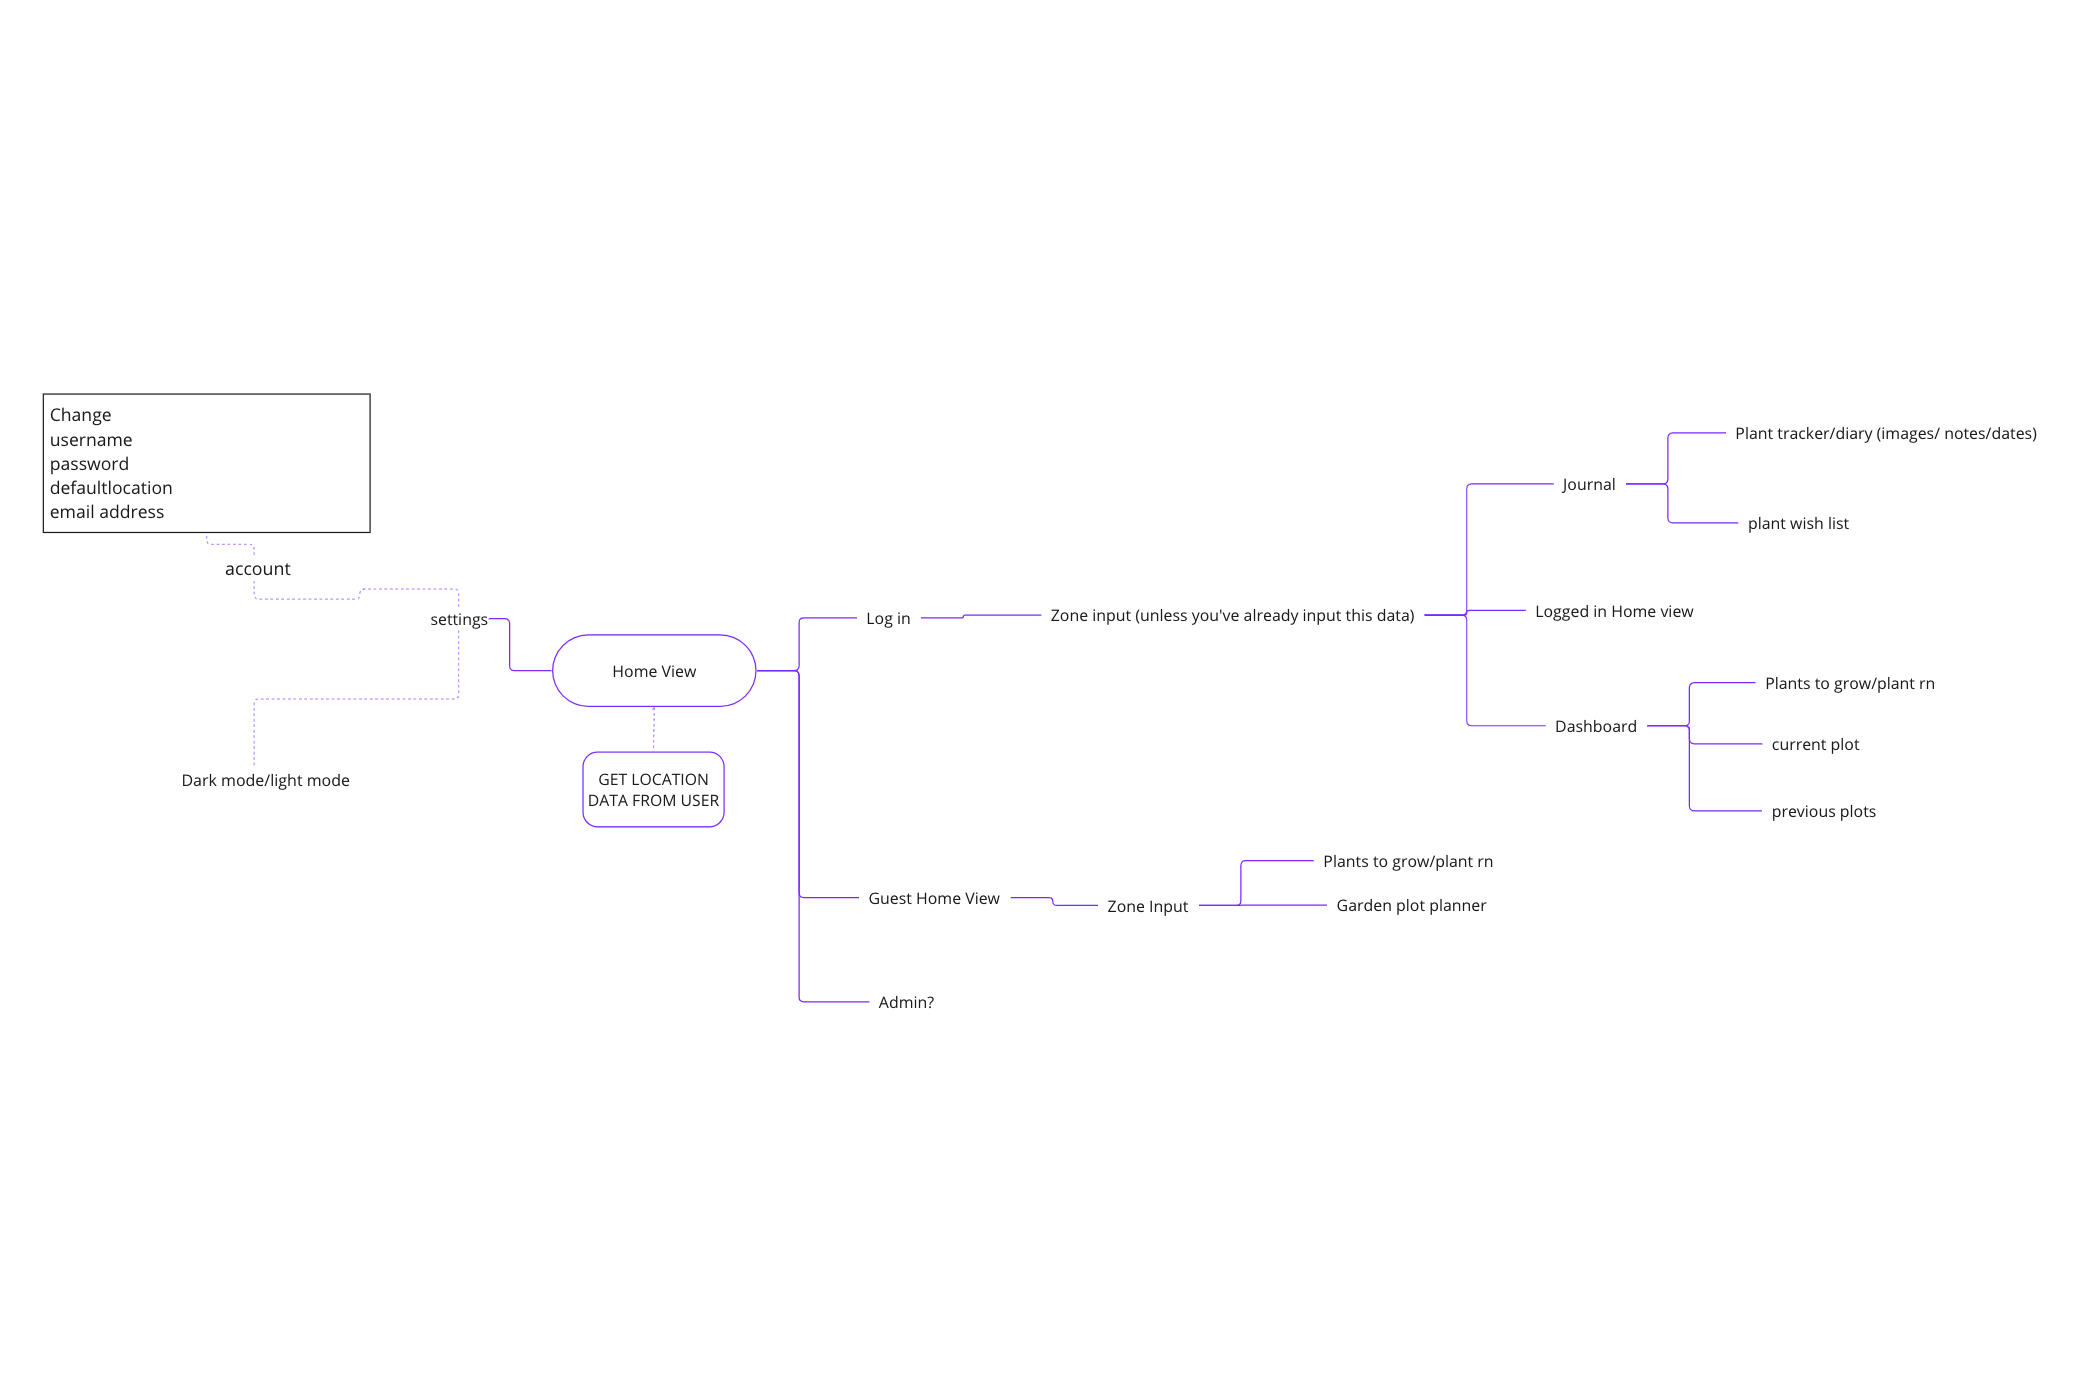 Change
username
password
defaultlocation
email address
account
settings
Dark mode/light mode
Home View
GET LOCATION
DATA FROM USER
Log in
Zone input (unless you've already input this data)
Journal
Plant tracker/diary (images/ notes/dates)
plant wish list
Logged in Home view
Dashboard
Plants to grow/plant rn
current plot
previous plots
Guest Home View
Zone Input
Plants to grow/plant rn
Garden plot planner
Admin?